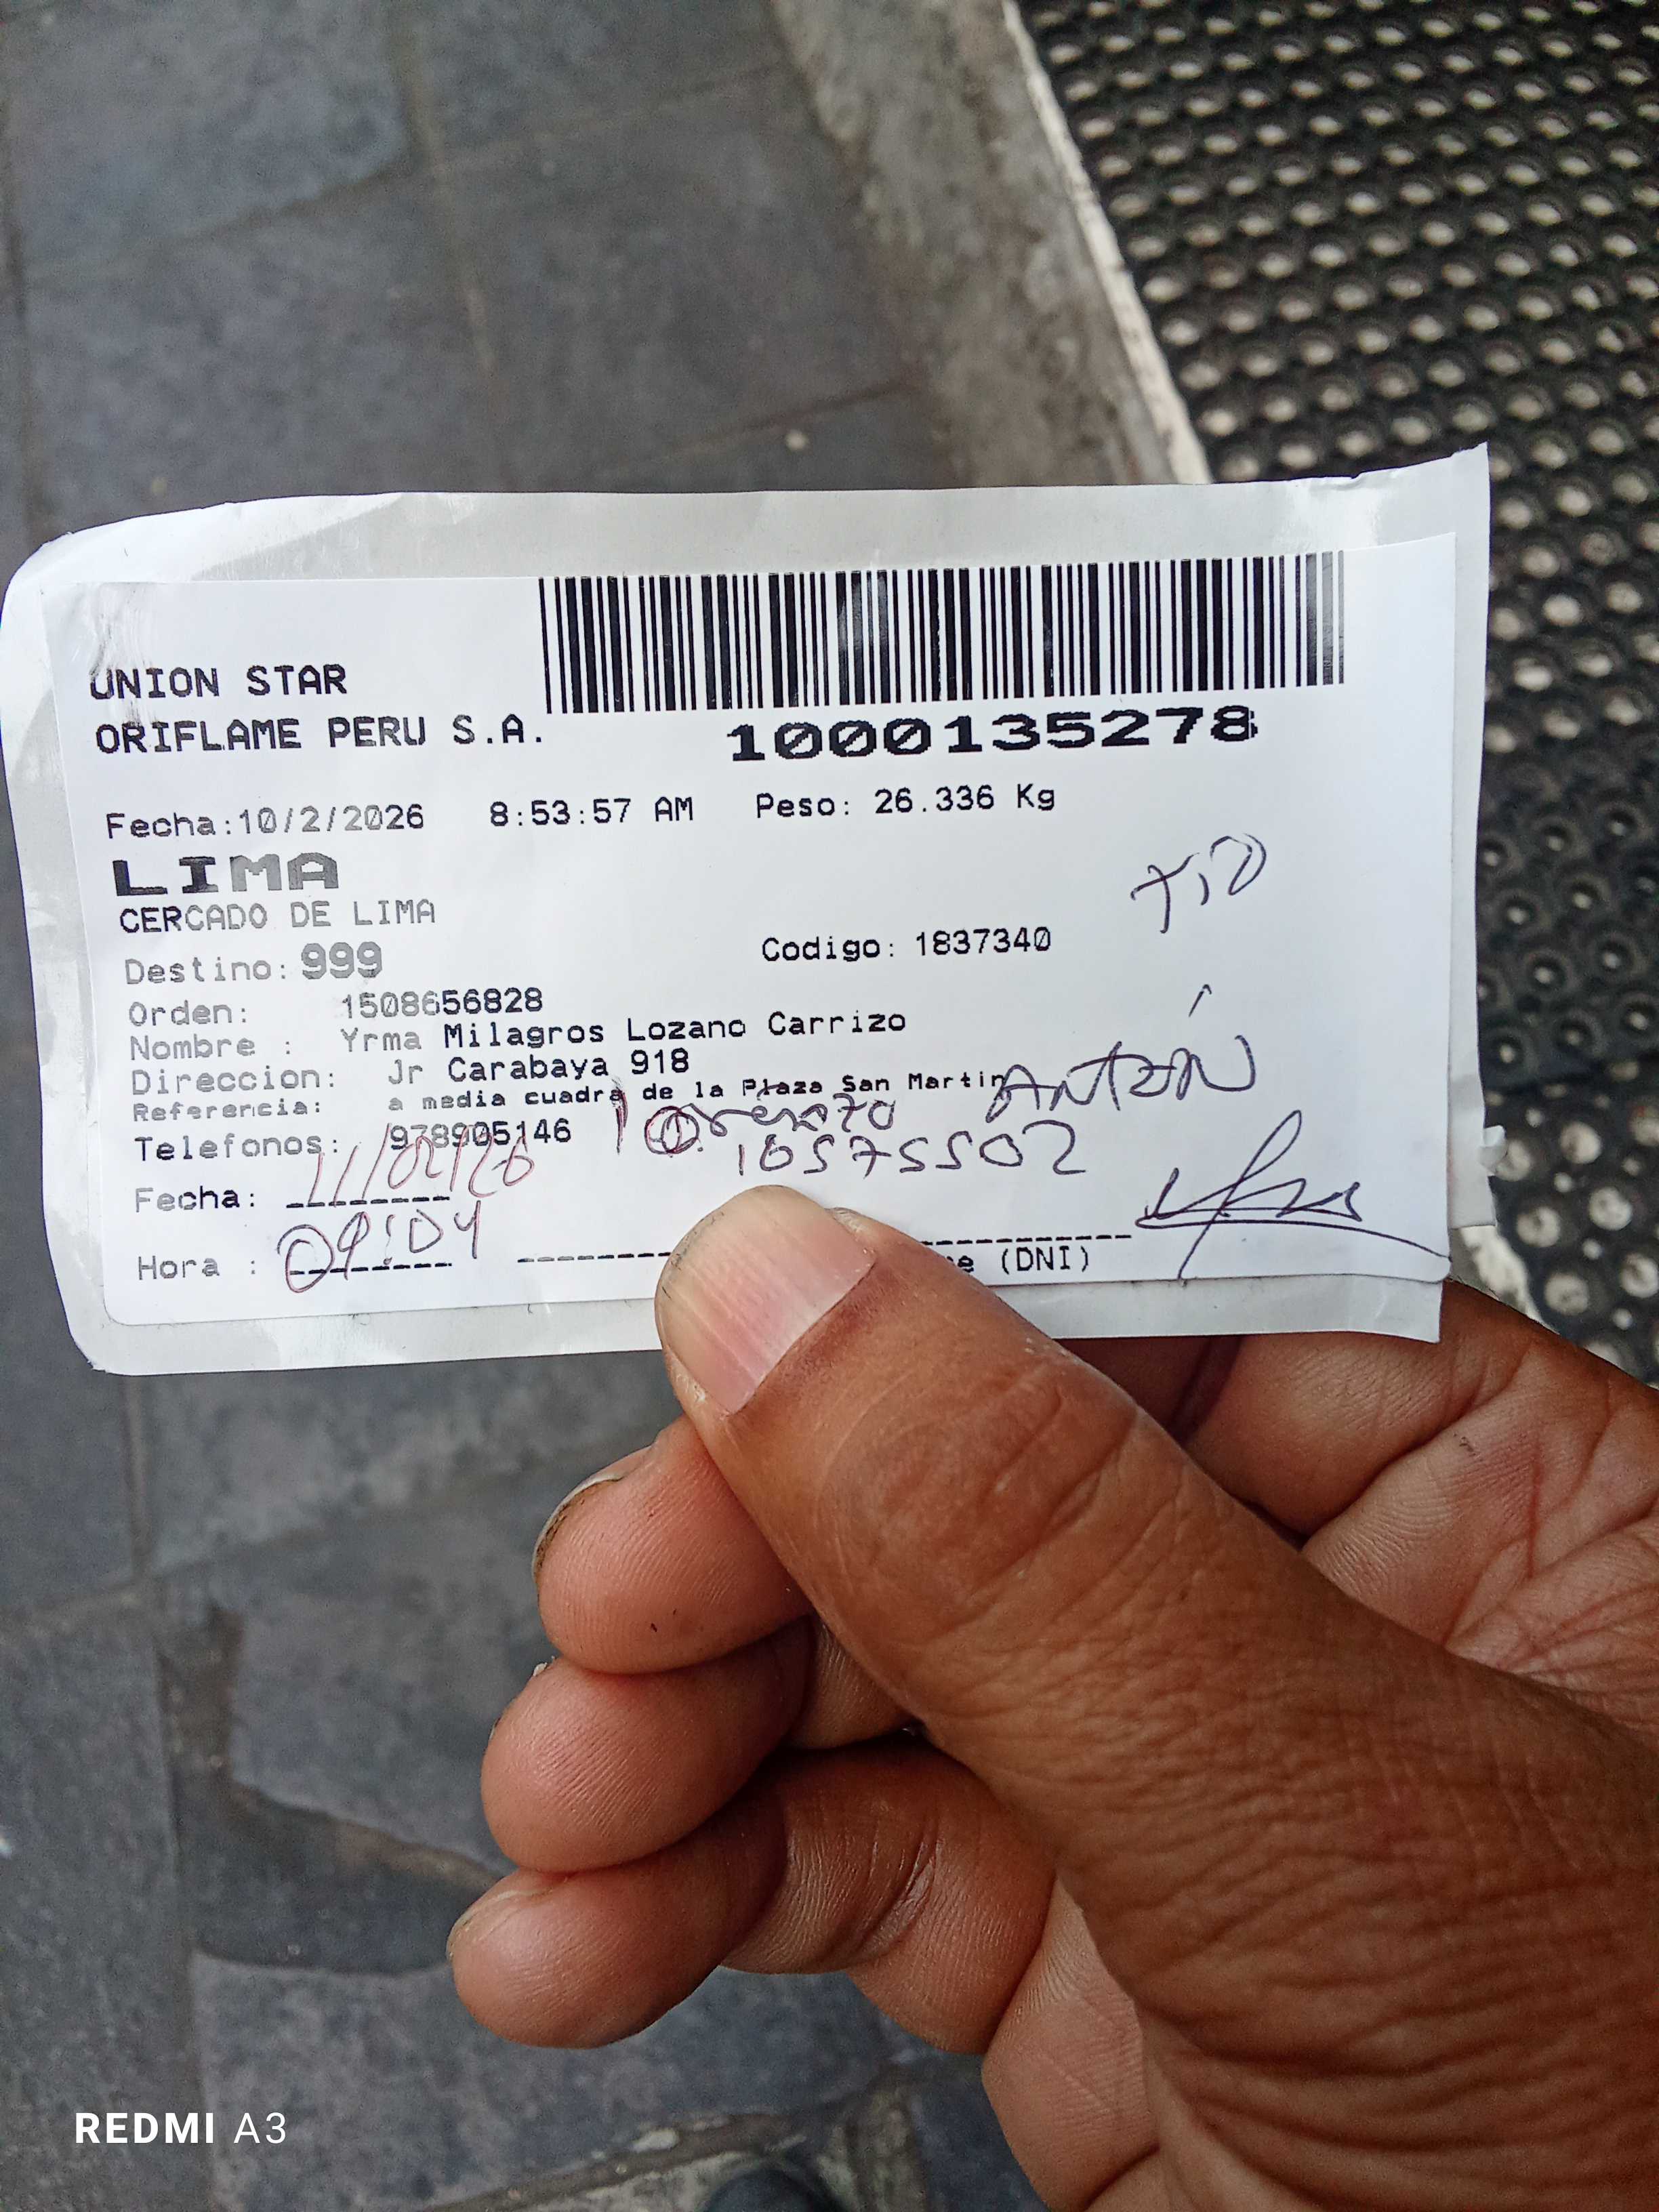 UNION STAR
ORIFLAME PERU S.A.
1000135278
Fecha:10/2/2026 8:53:57 AM Peso: 26.336 Kg
LIMA
CERCADO DE LIMA
TIO
Destino: 999 Codigo: 1837340
Orden: 1508656828
Nombre : Yrma Milagros Lozano Carrizo
Direccion: Jr Carabaya 918
Referencia: a media cuadra de la Plaza San Martin
ANTON
Telefonos: 978905146
10575502
Fecha: 11/02/26
Hora : 09:04
(DNI)
REDMI A3